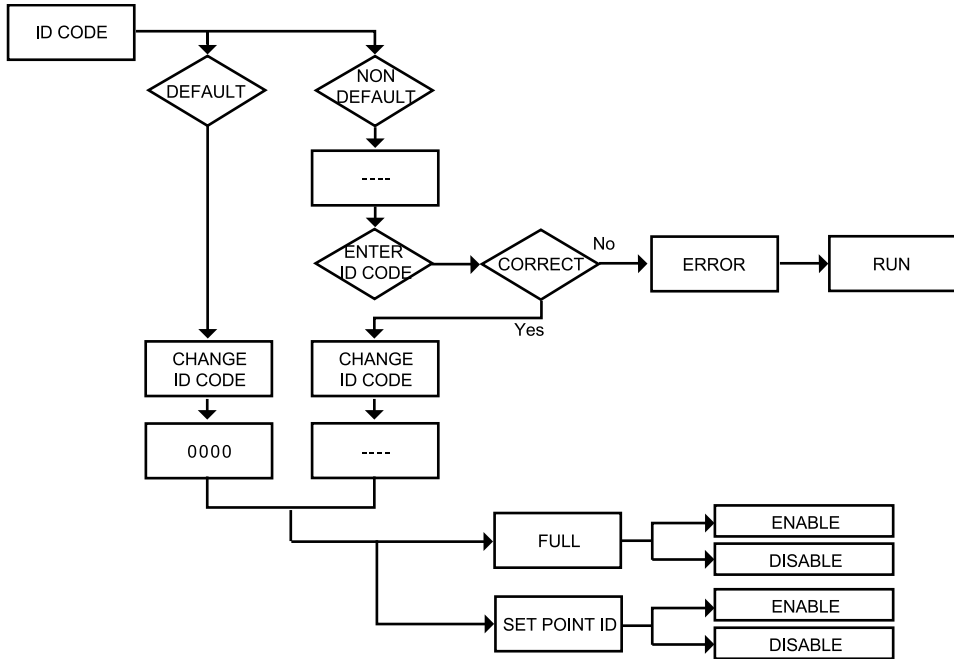 ID CODE
DEFAULT
NON
DEFAULT
----
ENTER
ID CODE
CORRECT
No
ERROR
RUN
Yes
CHANGE
ID CODE
CHANGE
ID CODE
0000
----
FULL
ENABLE
DISABLE
SET POINT ID
ENABLE
DISABLE